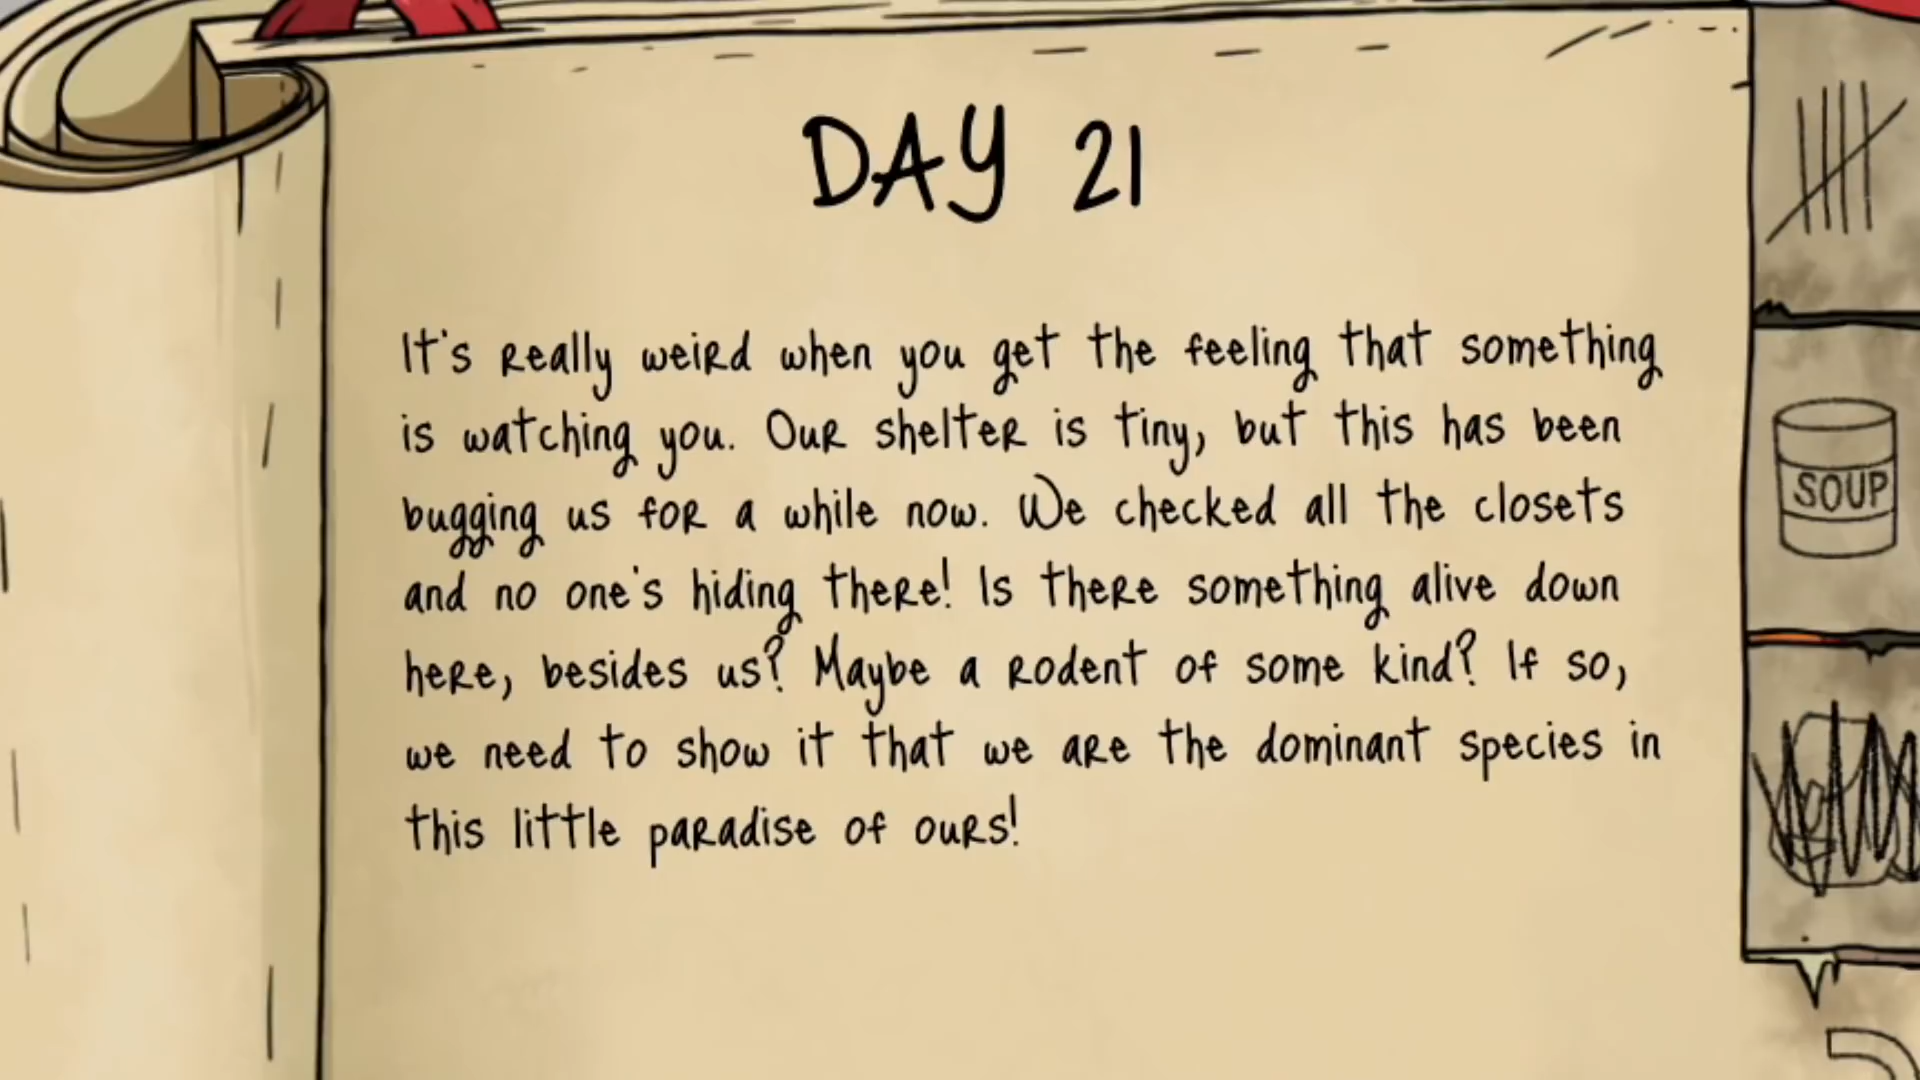 DAY 21
It's really weird when you get the feeling that something
is watching you. Our shelter is tiny, but this has been
bugging us for a while now. We checked all the closets
and no one's hiding there! Is there something alive down
here, besides us? Maybe a rodent of some kind? If so,
we need to show it that we are the dominant species in
this little paradise of ours!
SOUP